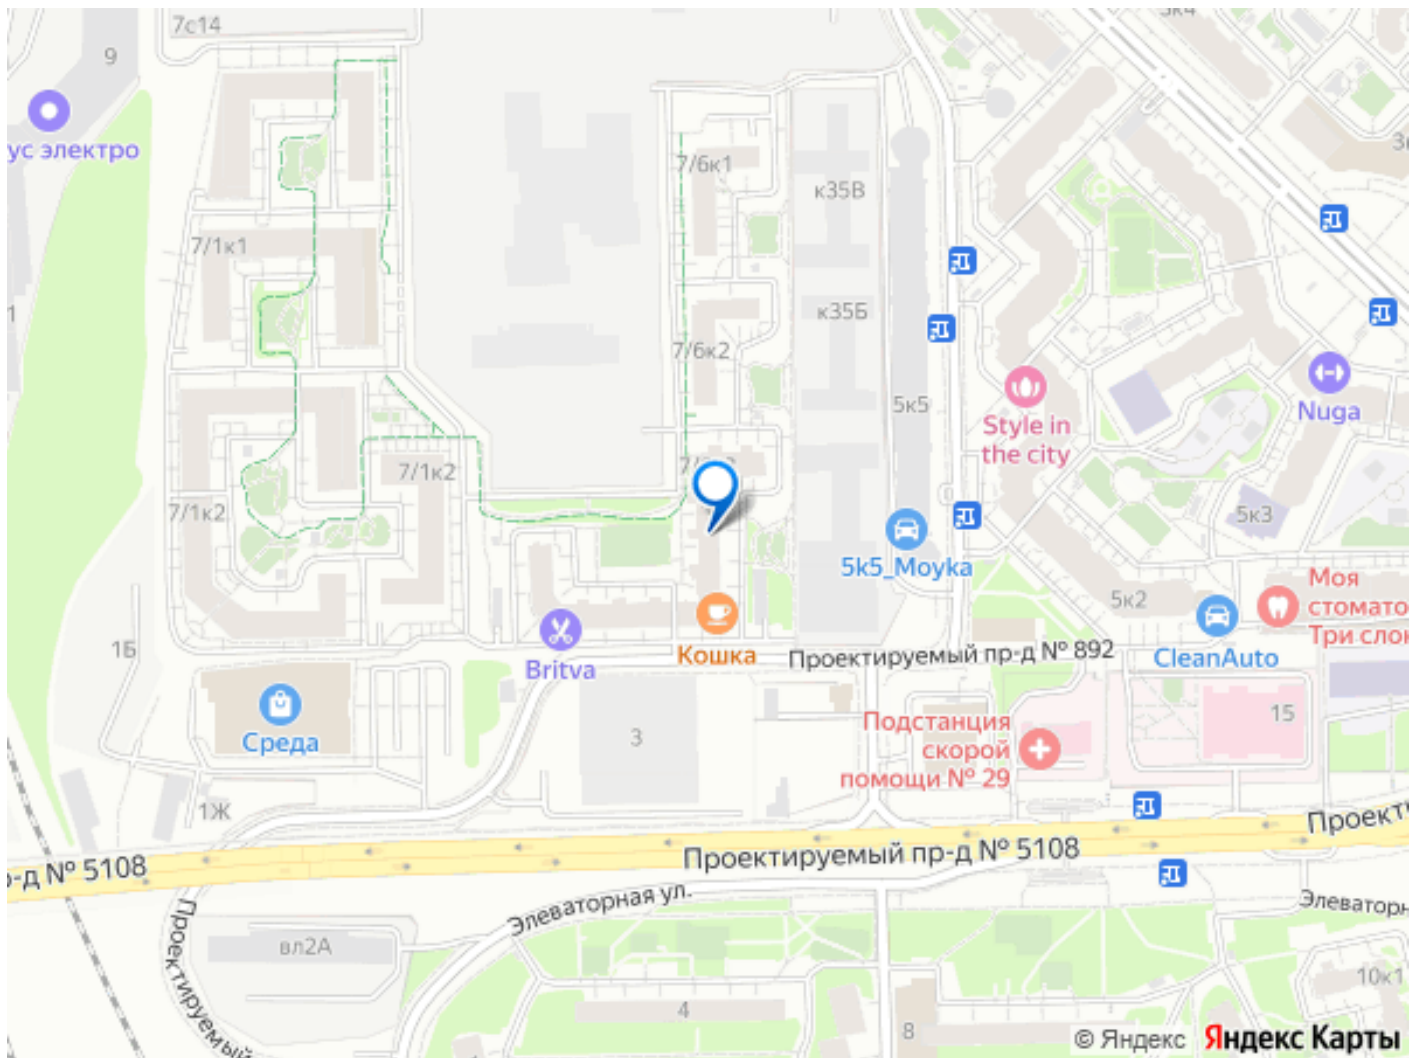 7с14
9
5к4
ус электро
7/6к1
к35В
7/1к1
к35Б
7/6к2
5к5
Nuga
Style in
the city
7/1к2
7/1к2
5к3
5k5_Moyka
Моя
стомато
Три слон
5к2
1Б
Britva
Кошка
Проектируемый пр-д № 892
CleanAuto
Среда
3
Подстанция
скорой
помощи № 29
15
1Ж
Проекти
-д № 5108
Проектируемый пр-д № 5108
Элеваторная ул.
Элеваторн
Проектируемый
вл2А
10к1
4
8
© Яндекс Яндекс Карты